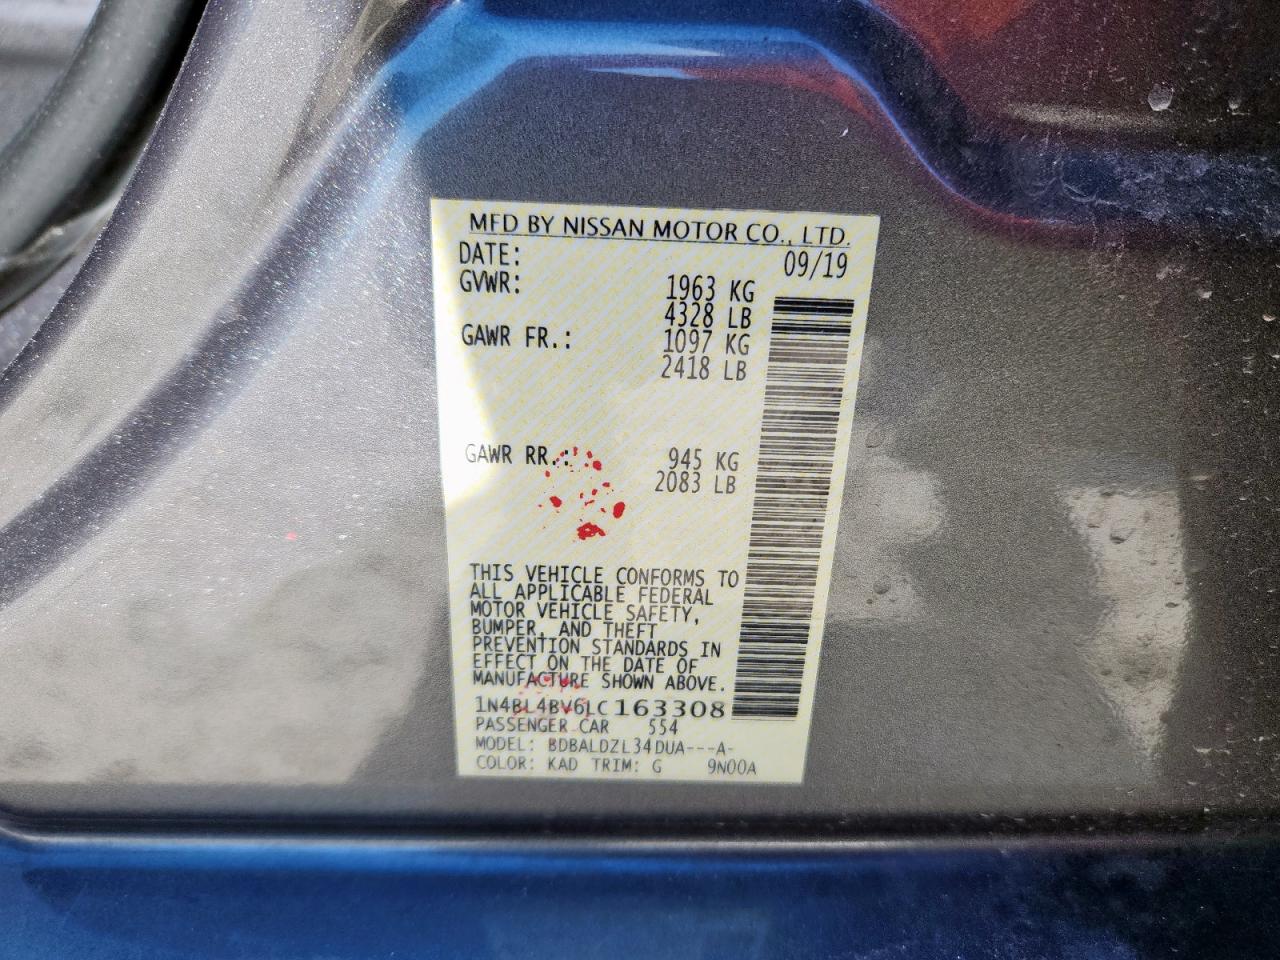 MFD BY NISSAN MOTOR CO., LTD.
DATE: 09/19
GVWR: 1963 KG
4328 LB
GAWR FR.: 1097 KG
2418 LB
GAWR RR.: 945 KG
2083 LB
THIS VEHICLE CONFORMS TO
ALL APPLICABLE FEDERAL
MOTOR VEHICLE SAFETY,
BUMPER, AND THEFT
PREVENTION STANDARDS IN
EFFECT ON THE DATE OF
MANUFACTURE SHOWN ABOVE.
1N4BL4BV6LC163308
PASSENGER CAR 554
MODEL: BDBALDZL34DUA---A-
COLOR: KAD TRIM: G 9N00A